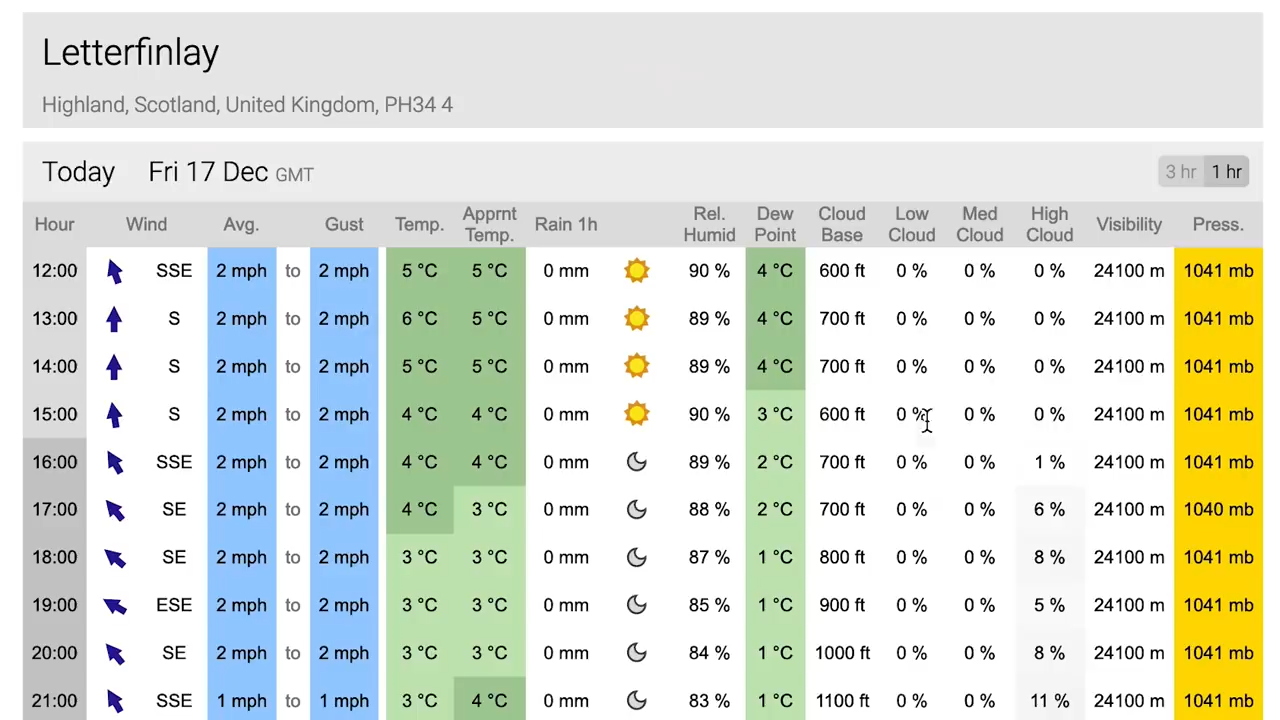 Letterfinlay
Highland, Scotland, United Kingdom, PH34 4
Today Fri 17 Dec GMT 3 hr 1 hr
Hour Wind Avg. Gust Temp. Apprnt Temp. Rain 1h Rel. Humid Dew Point Cloud Base Low Cloud Med Cloud High Cloud Visibility Press.
12:00 SSE 2 mph to 2 mph 5 °C 5 °C 0 mm 90 % 4 °C 600 ft 0 % 0 % 0 % 24100 m 1041 mb
13:00 S 2 mph to 2 mph 6 °C 5 °C 0 mm 89 % 4 °C 700 ft 0 % 0 % 0 % 24100 m 1041 mb
14:00 S 2 mph to 2 mph 5 °C 5 °C 0 mm 89 % 4 °C 700 ft 0 % 0 % 0 % 24100 m 1041 mb
15:00 S 2 mph to 2 mph 4 °C 4 °C 0 mm 90 % 3 °C 600 ft 0 % 0 % 0 % 24100 m 1041 mb
16:00 SSE 2 mph to 2 mph 4 °C 4 °C 0 mm 89 % 2 °C 700 ft 0 % 0 % 1 % 24100 m 1041 mb
17:00 SE 2 mph to 2 mph 4 °C 3 °C 0 mm 88 % 2 °C 700 ft 0 % 0 % 6 % 24100 m 1040 mb
18:00 SE 2 mph to 2 mph 3 °C 3 °C 0 mm 87 % 1 °C 800 ft 0 % 0 % 8 % 24100 m 1041 mb
19:00 ESE 2 mph to 2 mph 3 °C 3 °C 0 mm 85 % 1 °C 900 ft 0 % 0 % 5 % 24100 m 1041 mb
20:00 SE 2 mph to 2 mph 3 °C 3 °C 0 mm 84 % 1 °C 1000 ft 0 % 0 % 8 % 24100 m 1041 mb
21:00 SSE 1 mph to 1 mph 3 °C 4 °C 0 mm 83 % 1 °C 1100 ft 0 % 0 % 11 % 24100 m 1041 mb